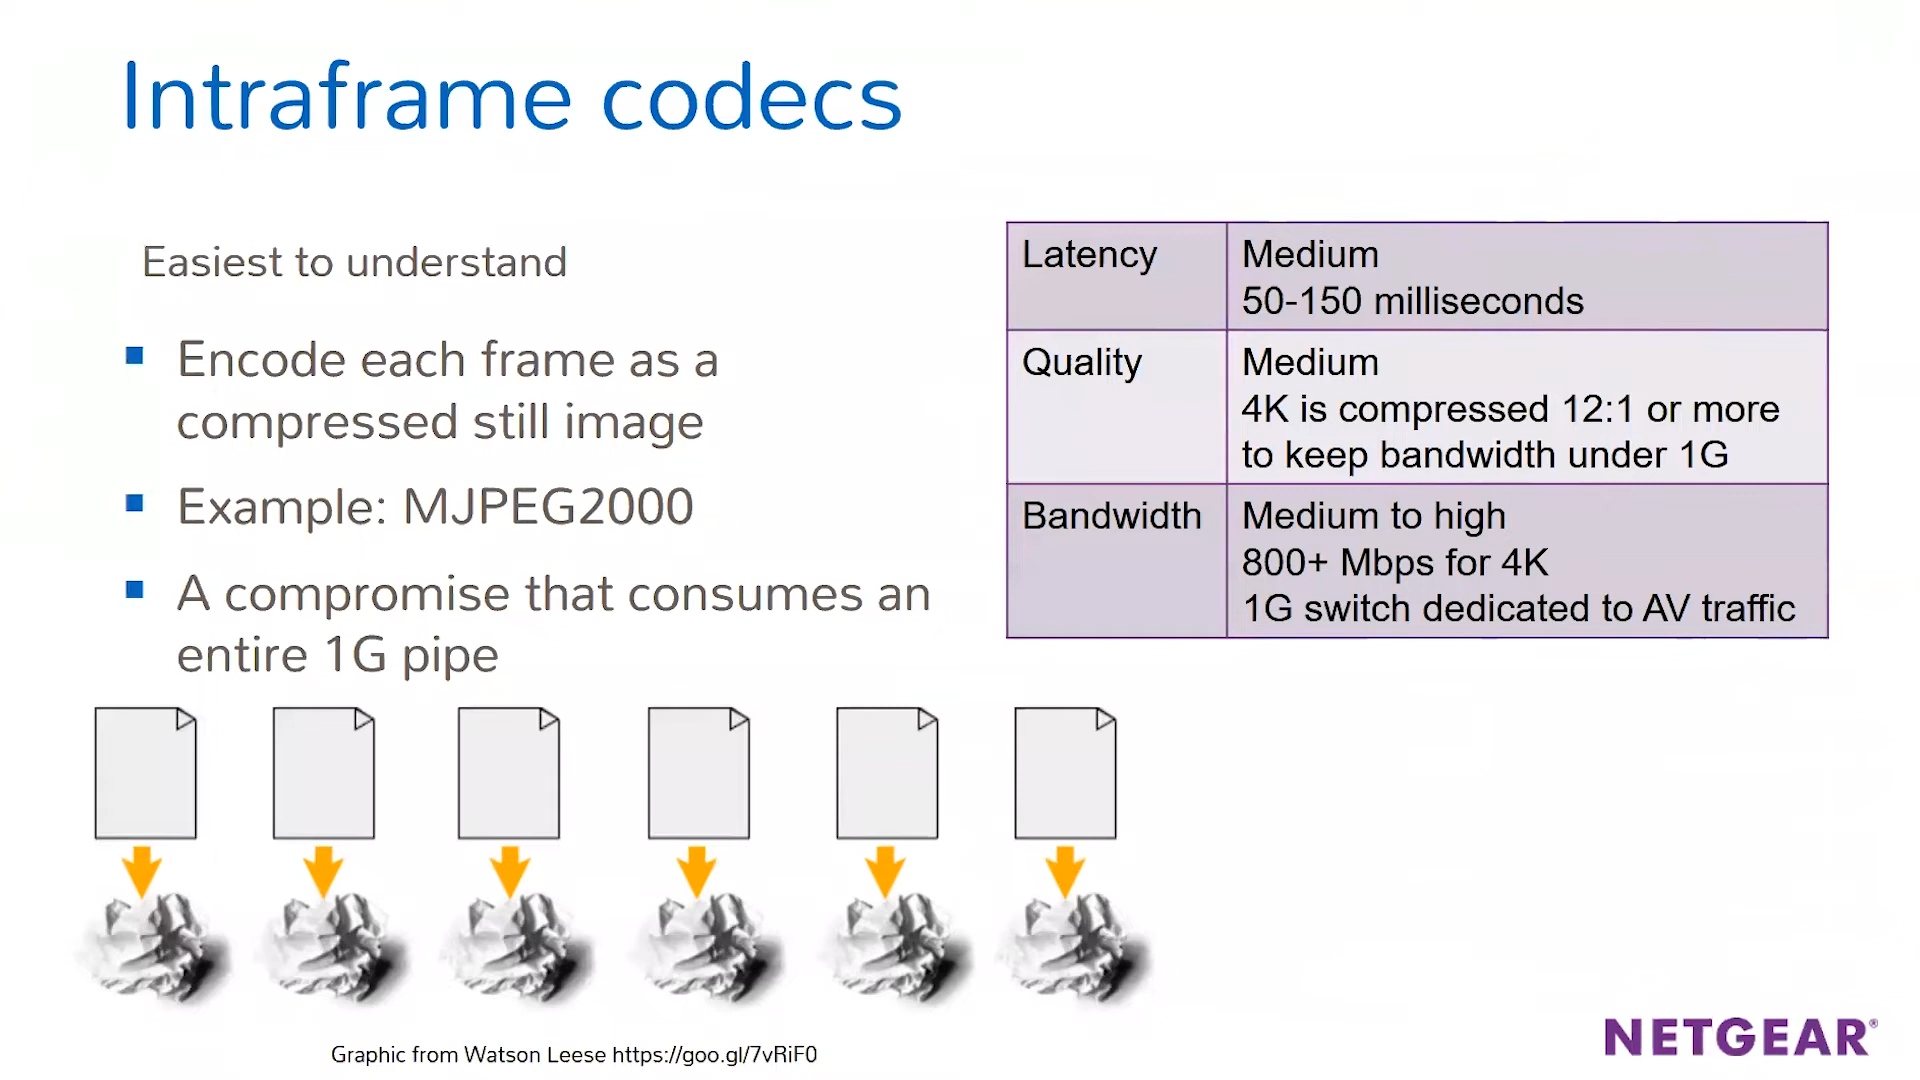 Intraframe codecs
Easiest to understand
▪ Encode each frame as a
compressed still image
▪ Example: MJPEG2000
▪ A compromise that consumes an
entire 1G pipe
Latency
Medium
50-150 milliseconds
Quality
Medium
4K is compressed 12:1 or more
to keep bandwidth under 1G
Bandwidth
Medium to high
800+ Mbps for 4K
1G switch dedicated to AV traffic
Graphic from Watson Leese https://goo.gl/7vRiF0
NETGEAR®